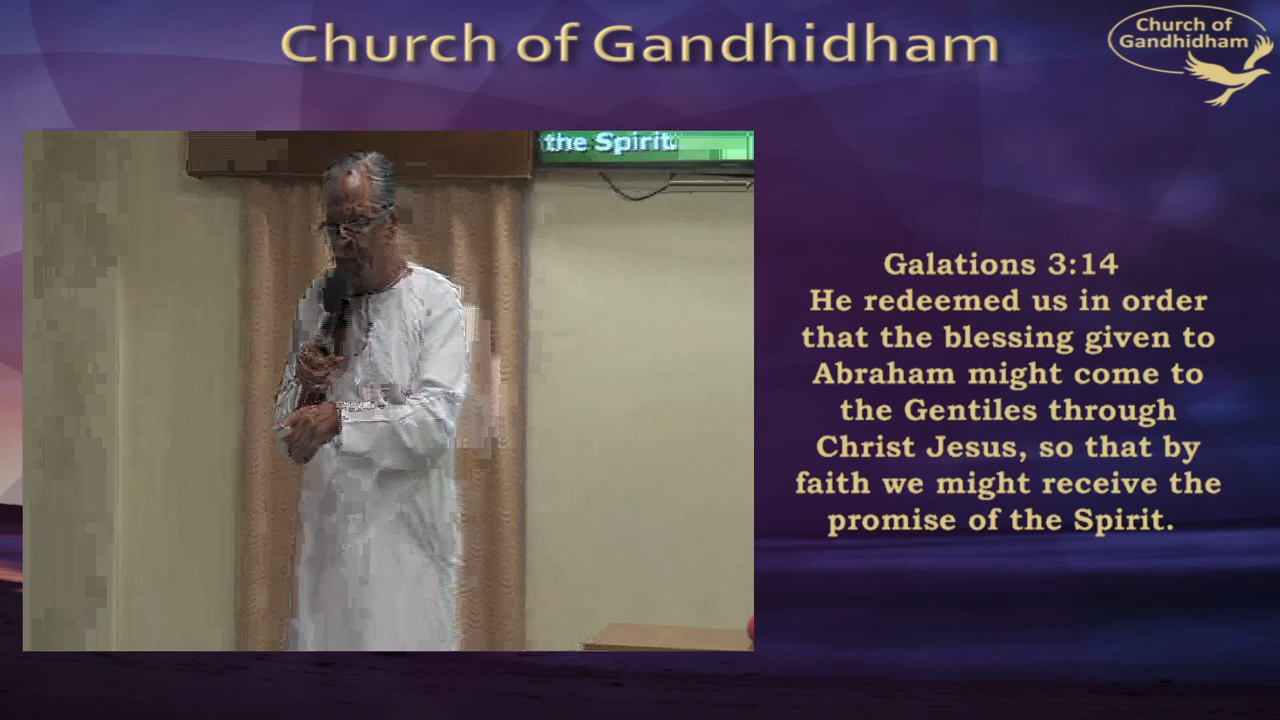 Church of Gandhidham
Church of
Gandhidham
the Spirit.
Galations 3:14
He redeemed us in order
that the blessing given to
Abraham might come to
the Gentiles through
Christ Jesus, so that by
faith we might receive the
promise of the Spirit.